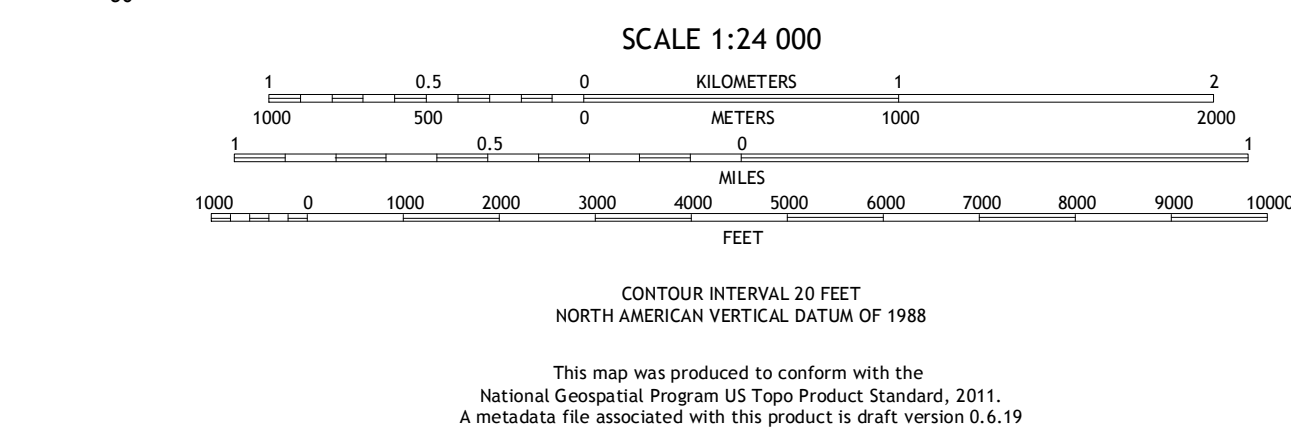 SCALE 1:24 000
1 0.5 0 KILOMETERS 1 2
1000 500 0 METERS 1000 2000
1 0.5 0 1
MILES
1000 0 1000 2000 3000 4000 5000 6000 7000 8000 9000 10000
FEET
CONTOUR INTERVAL 20 FEET
NORTH AMERICAN VERTICAL DATUM OF 1988
This map was produced to conform with the
National Geospatial Program US Topo Product Standard, 2011.
A metadata file associated with this product is draft version 0.6.19